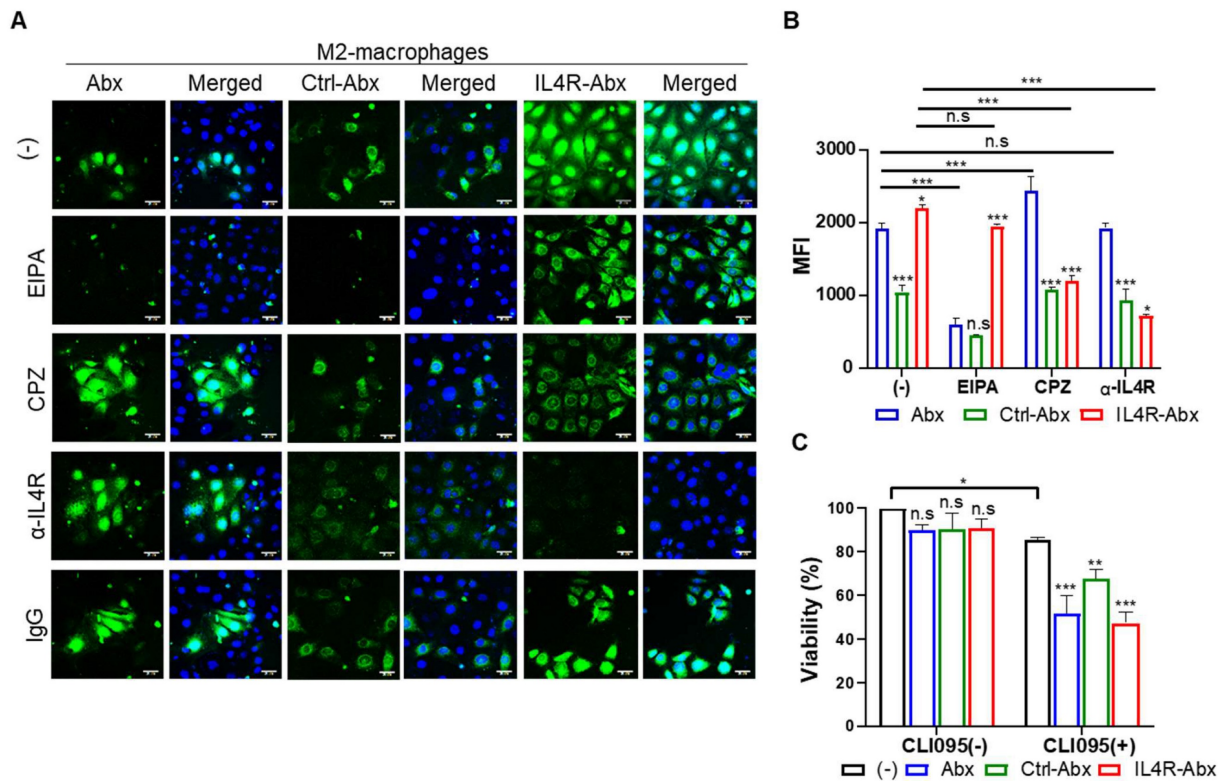 A
M2-macrophages
Abx Merged Ctrl-Abx Merged IL4R-Abx Merged
(-)
EIPA
CPZ
α-IL4R
IgG
B
***
***
n.s
n.s
***
***
3000
2000
1000
0
MFI
*** * n.s *** *** *** *** *
(-) EIPA CPZ α-IL4R
Abx Ctrl-Abx IL4R-Abx
C
*
n.s n.s n.s
*** ** ***
100
80
60
40
20
0
Viability (%)
CLI095(-) CLI095(+)
(-) Abx Ctrl-Abx IL4R-Abx